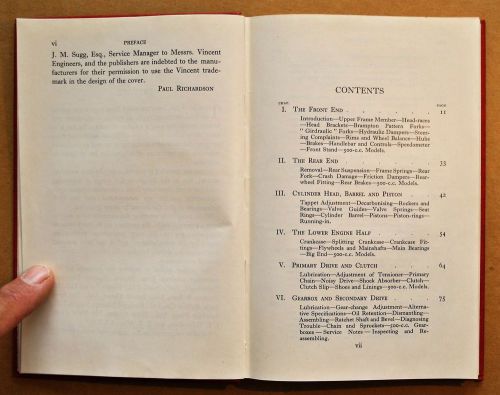 vi PREFACE
J. M. Sugg, Esq., Service Manager to Messrs. Vincent
Engineers, and the publishers are indebted to the manu-
facturers for their permission to use the Vincent trade-
mark in the design of the cover.
PAUL RICHARDSON
CONTENTS
CHAP. PAGE
I. THE FRONT END . . . . 11
Introduction—Upper Frame Member—Head-races
—Head Brackets—Brampton Pattern Forks—
" Girdraulic " Forks—Hydraulic Dampers—Steer-
ing Complaints—Rims and Wheel Balance—Hubs
—Brakes—Handlebar and Controls—Speedometer
—Front Stand—500-c.c. Models.
II. THE REAR END . . . . 33
Removal—Rear Suspension—Frame Springs—Rear
Fork—Crash Damage—Friction Dampers—Rear-
wheel Fitting—Rear Brakes—500-c.c. Models.
III. CYLINDER HEAD, BARREL AND PISTON . . 42
Tappet Adjustment—Decarbonising—Rockers and
Bearings—Valve Guides—Valve Springs—Seat
Rings—Cylinder Barrel—Pistons—Piston-rings—
Running-in.
IV. THE LOWER ENGINE HALF . . . 54
Crankcase—Splitting Crankcase—Crankcase Fit-
tings—Flywheels and Mainshafts—Main Bearings
—Big End—500-c.c. Models.
V. PRIMARY DRIVE AND CLUTCH . . . 64
Lubrication—Adjustment of Tensioner—Primary
Chain—Noisy Drive—Shock Absorber—Clutch—
Clutch Slip—Shoes and Linings—500-c.c. Models.
VI. GEARBOX AND SECONDARY DRIVE . . . 75
Lubrication—Gear-change Adjustment—Alterna-
tive Specifications—Oil Retention—Dismantling—
Assembling—Ratchet Shaft and Bevel—Diagnosing
Trouble—Chain and Sprockets—500-c.c. Gear-
boxes—Service Notes—Inspecting and Re-
assembling.
vii